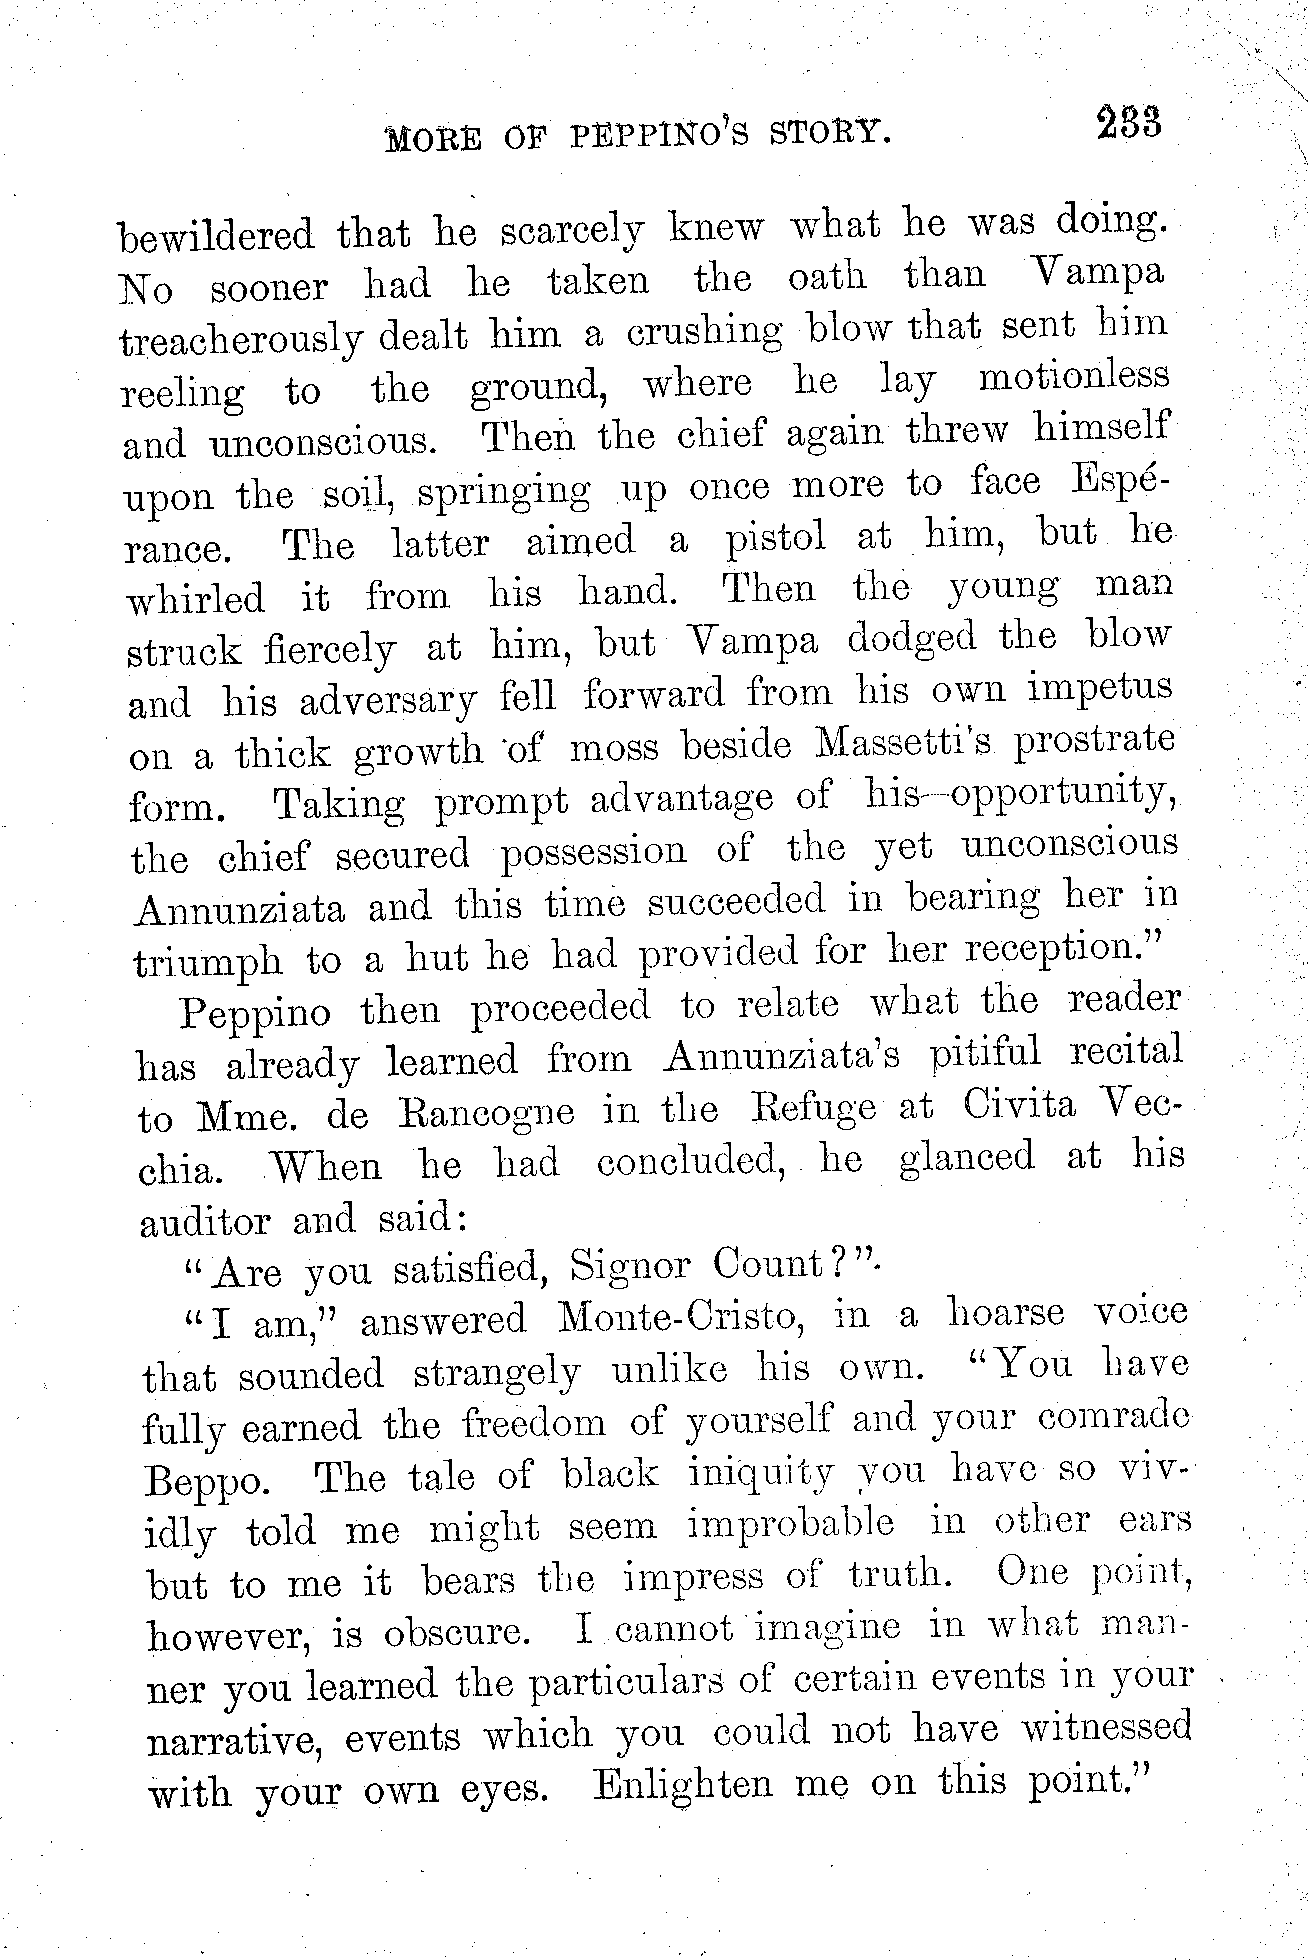 MORE OF PEPPINO'S STORY. 233
bewildered that he scarcely knew what he was doing.
No sooner had he taken the oath than Vampa
treacherously dealt him a crushing blow that sent him
reeling to the ground, where he lay motionless
and unconscious. Then the chief again threw himself
upon the soil, springing up once more to face Espé-
rance. The latter aimed a pistol at him, but he
whirled it from his hand. Then the young man
struck fiercely at him, but Vampa dodged the blow
and his adversary fell forward from his own impetus
on a thick growth of moss beside Massetti's prostrate
form. Taking prompt advantage of his opportunity,
the chief secured possession of the yet unconscious
Annunziata and this time succeeded in bearing her in
triumph to a hut he had provided for her reception."
Peppino then proceeded to relate what the reader
has already learned from Annunziata's pitiful recital
to Mme. de Rancogne in the Refuge at Civita Vec-
chia. When he had concluded, he glanced at his
auditor and said:
"Are you satisfied, Signor Count?"
"I am," answered Monte-Cristo, in a hoarse voice
that sounded strangely unlike his own. "You have
fully earned the freedom of yourself and your comrade
Beppo. The tale of black iniquity you have so viv-
idly told me might seem improbable in other ears
but to me it bears the impress of truth. One point,
however, is obscure. I cannot imagine in what man-
ner you learned the particulars of certain events in your
narrative, events which you could not have witnessed
with your own eyes. Enlighten me on this point."